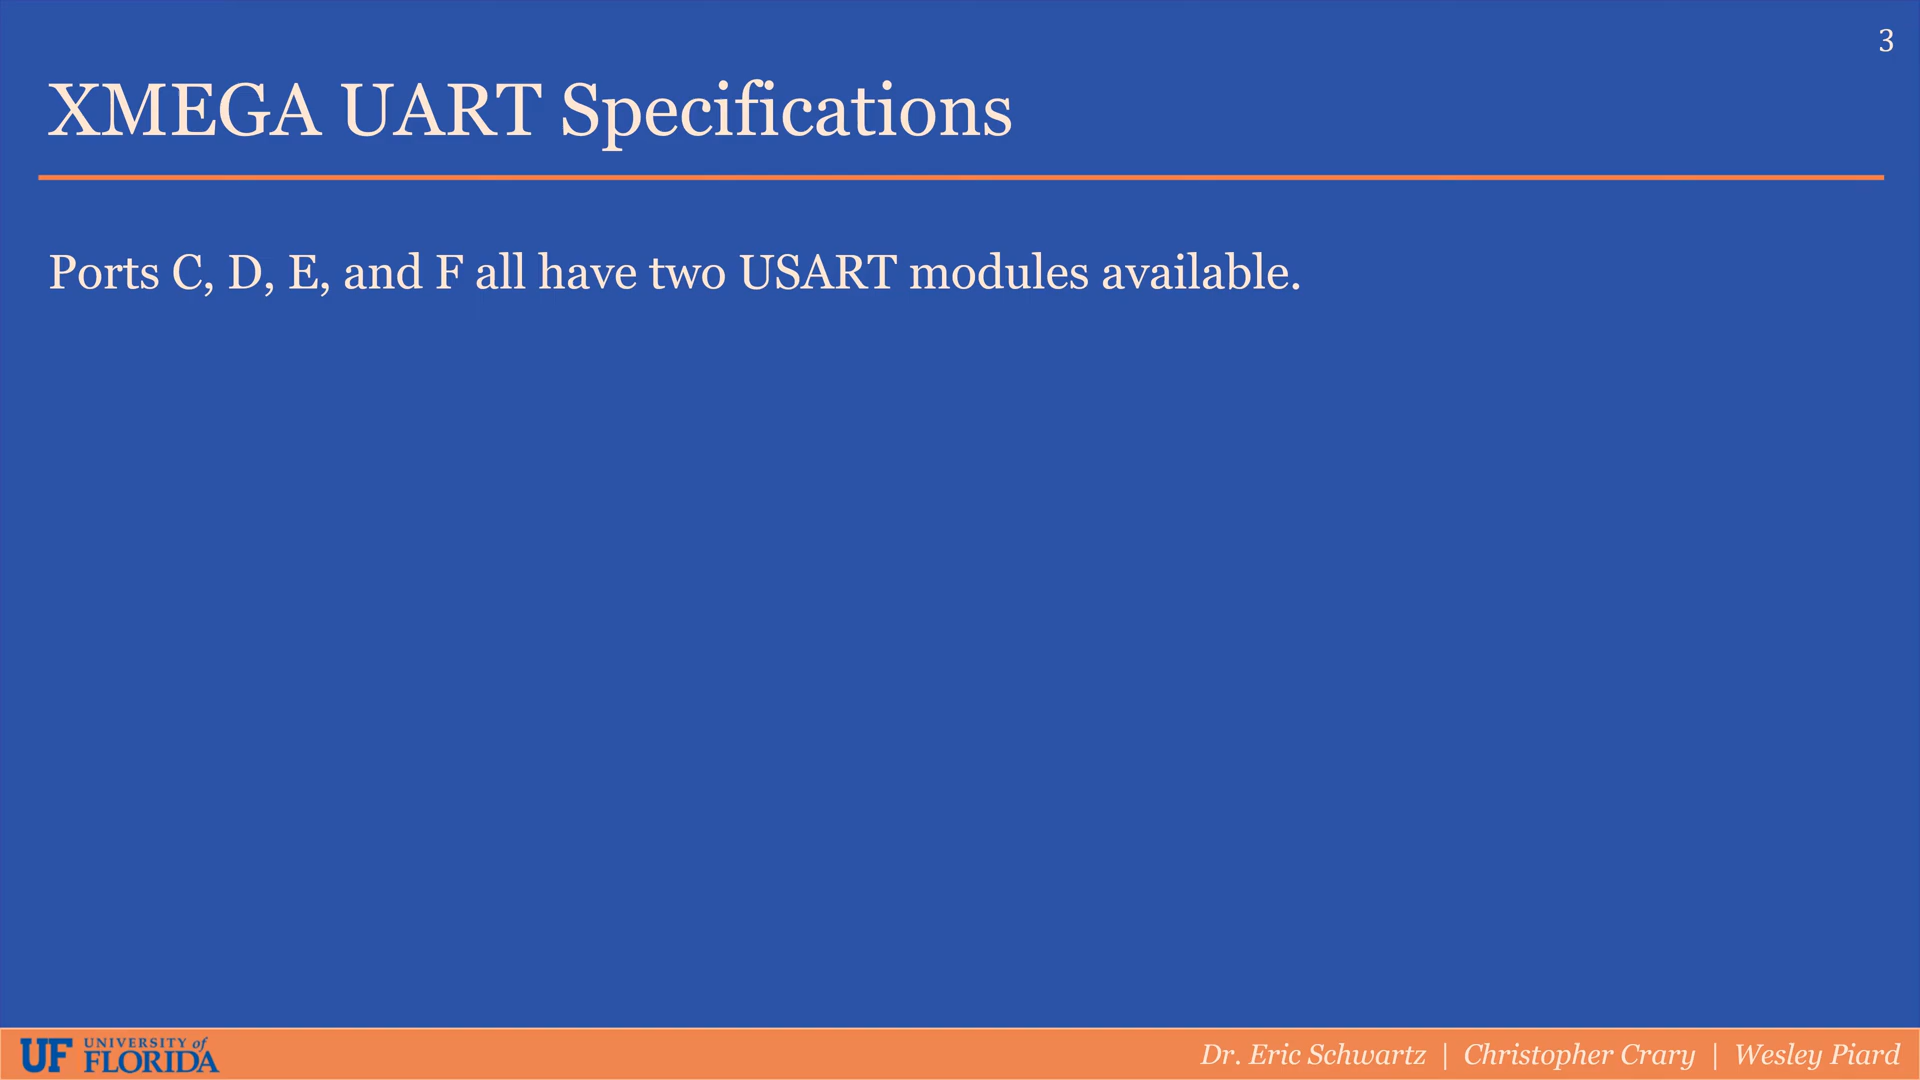 3
XMEGA UART Specifications
Ports C, D, E, and F all have two USART modules available.
UF UNIVERSITY of
FLORIDA
Dr. Eric Schwartz | Christopher Crary | Wesley Piard